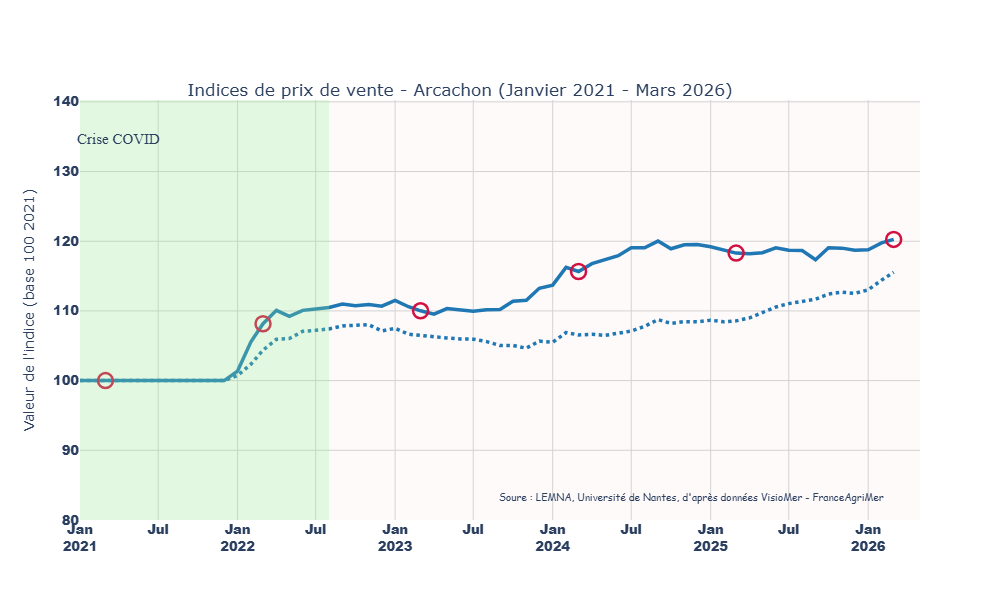 Indices de prix de vente - Arcachon (Janvier 2021 - Mars 2026)
140
Crise COVID
130
120
110
100
90
80
Valeur de l'indice (base 100 2021)
Soure : LEMNA, Université de Nantes, d'après données VisioMer - FranceAgriMer
Jan Jul Jan Jul Jan Jul Jan Jul Jan Jul Jan
2021 2022 2023 2024 2025 2026